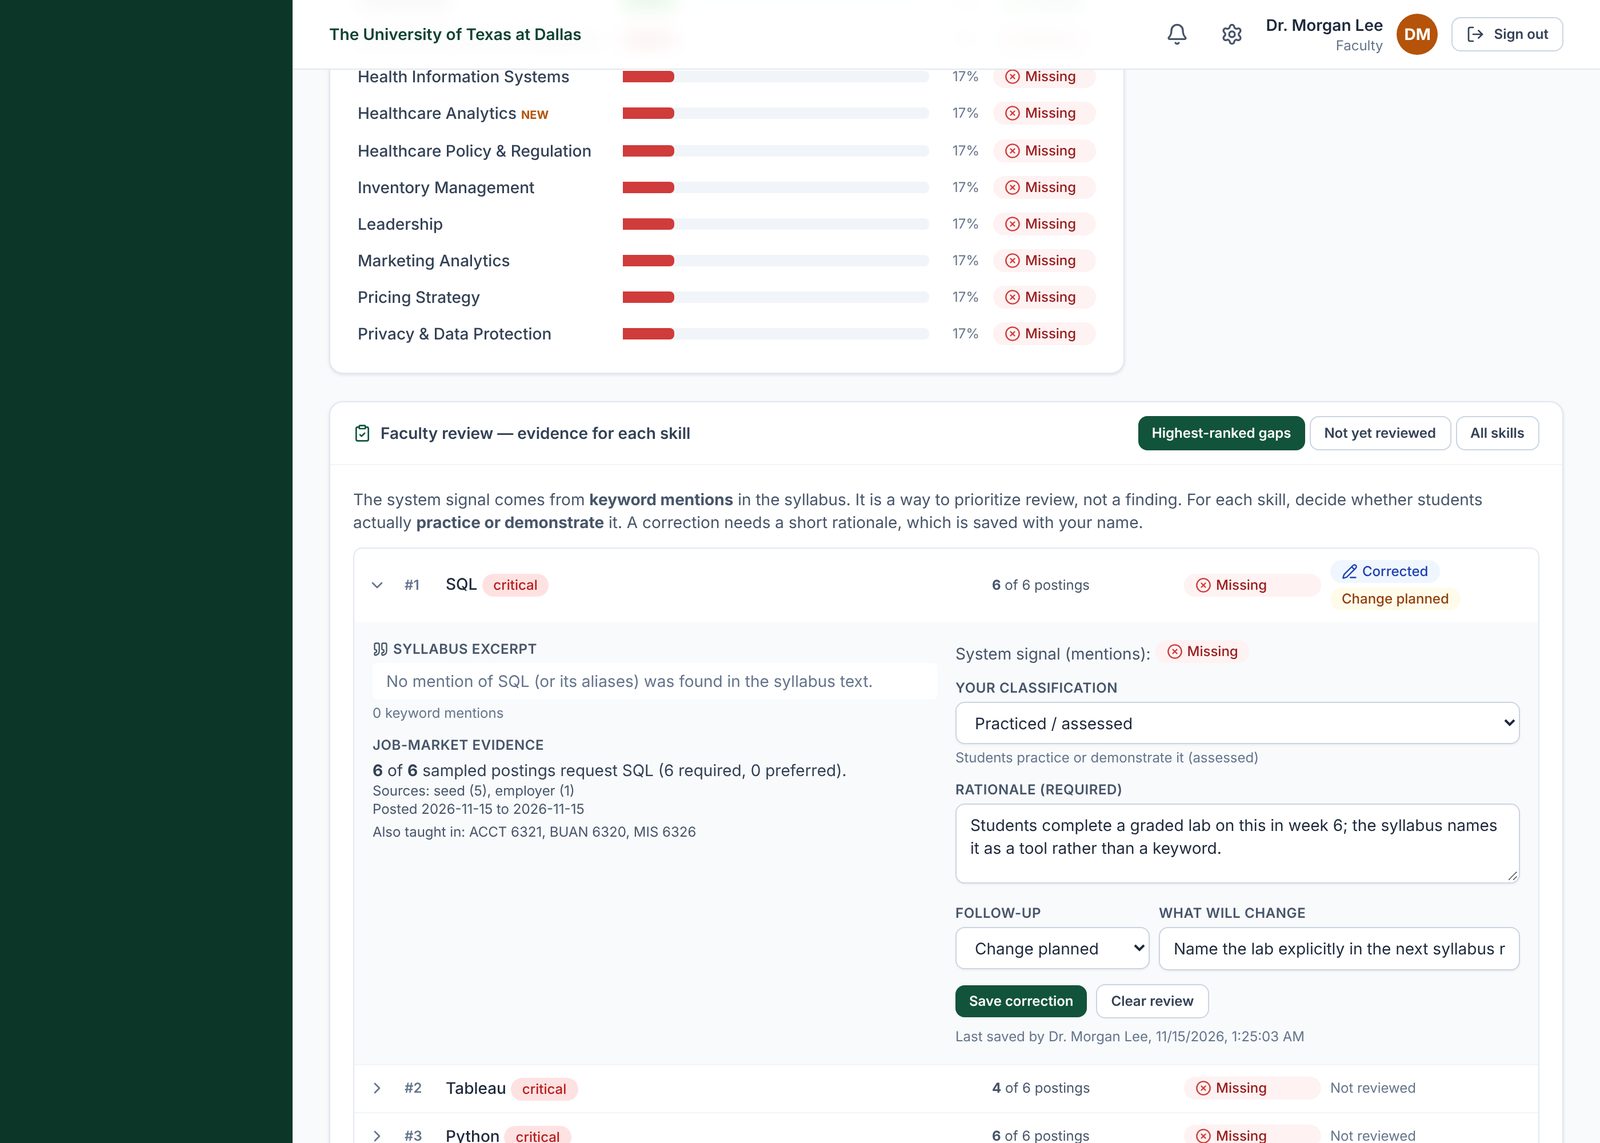 The University of Texas at Dallas
Dr. Morgan Lee
Faculty
DM
Sign out
Health Information Systems 17% Missing
Healthcare Analytics NEW 17% Missing
Healthcare Policy & Regulation 17% Missing
Inventory Management 17% Missing
Leadership 17% Missing
Marketing Analytics 17% Missing
Pricing Strategy 17% Missing
Privacy & Data Protection 17% Missing
Faculty review — evidence for each skill
Highest-ranked gaps
Not yet reviewed
All skills
The system signal comes from keyword mentions in the syllabus. It is a way to prioritize review, not a finding. For each skill, decide whether students
actually practice or demonstrate it. A correction needs a short rationale, which is saved with your name.
#1 SQL critical 6 of 6 postings Missing Corrected
Change planned
SYLLABUS EXCERPT
No mention of SQL (or its aliases) was found in the syllabus text.
0 keyword mentions
JOB-MARKET EVIDENCE
6 of 6 sampled postings request SQL (6 required, 0 preferred).
Sources: seed (5), employer (1)
Posted 2026-11-15 to 2026-11-15
Also taught in: ACCT 6321, BUAN 6320, MIS 6326
System signal (mentions): Missing
YOUR CLASSIFICATION
Practiced / assessed
Students practice or demonstrate it (assessed)
RATIONALE (REQUIRED)
Students complete a graded lab on this in week 6; the syllabus names
it as a tool rather than a keyword.
FOLLOW-UP
Change planned
WHAT WILL CHANGE
Name the lab explicitly in the next syllabus r
Save correction
Clear review
Last saved by Dr. Morgan Lee, 11/15/2026, 1:25:03 AM
#2 Tableau critical 4 of 6 postings Missing Not reviewed
#3 Python critical 6 of 6 postings Missing Not reviewed